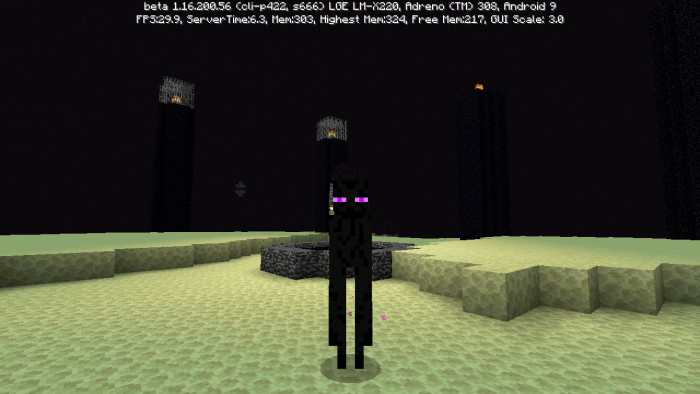 beta 1.16.200.56 (cli-p422, s666) LGE LM-X220, Adreno (TM) 308, Android 9
FPS:29.9, ServerTime:6.3, Mem:303, Highest Mem:324, Free Mem:217, GUI Scale: 3.0